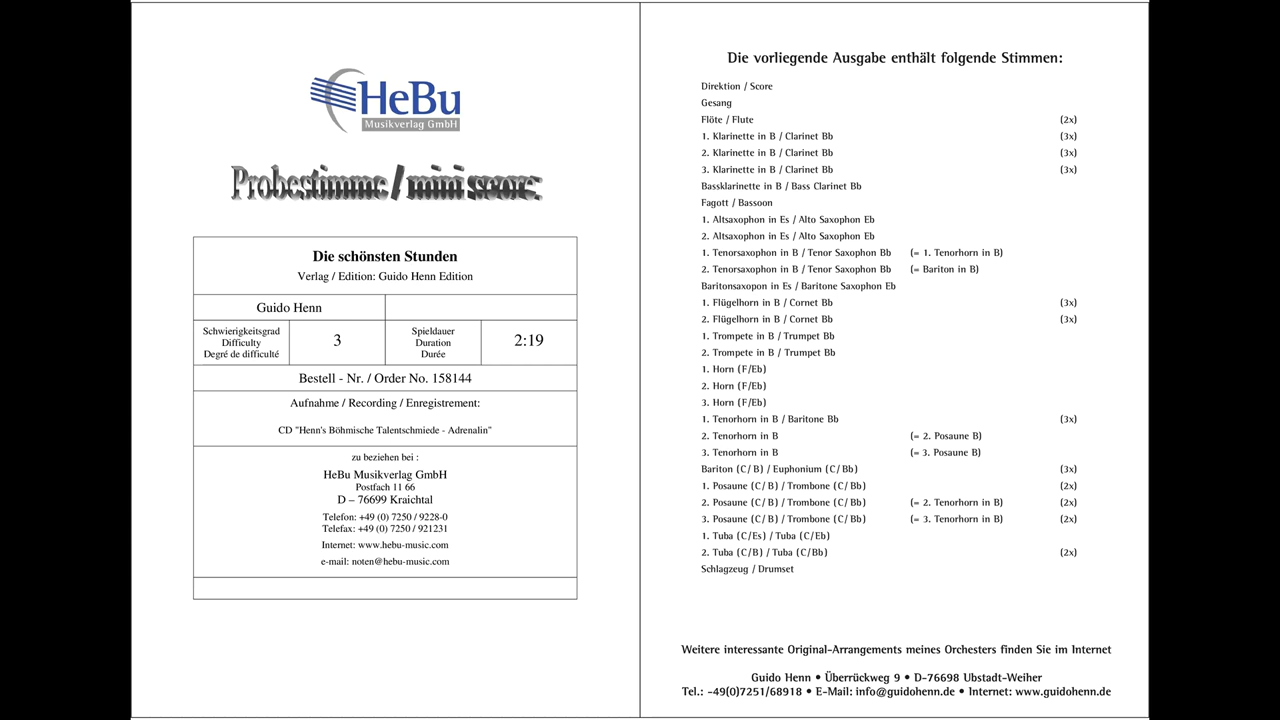 HeBu
Musikverlag GmbH
Probestimme / mini score
Die schönsten Stunden
Verlag / Edition: Guido Henn Edition
Guido Henn
Schwierigkeitsgrad
Difficulty
Degré de difficulté
3
Spieldauer
Duration
Durée
2:19
Bestell - Nr. / Order No. 158144
Aufnahme / Recording / Enregistrement:
CD "Henn's Böhmische Talentschmiede - Adrenalin"
zu beziehen bei :
HeBu Musikverlag GmbH
Postfach 11 66
D – 76699 Kraichtal
Telefon: +49 (0) 7250 / 9228-0
Telefax: +49 (0) 7250 / 921231
Internet: www.hebu-music.com
e-mail: noten@hebu-music.com
Die vorliegende Ausgabe enthält folgende Stimmen:
Direktion / Score
Gesang
Flöte / Flute (2x)
1. Klarinette in B / Clarinet Bb (3x)
2. Klarinette in B / Clarinet Bb (3x)
3. Klarinette in B / Clarinet Bb (3x)
Bassklarinette in B / Bass Clarinet Bb
Fagott / Bassoon
1. Altsaxophon in Es / Alto Saxophon Eb
2. Altsaxophon in Es / Alto Saxophon Eb
1. Tenorsaxophon in B / Tenor Saxophon Bb (= 1. Tenorhorn in B)
2. Tenorsaxophon in B / Tenor Saxophon Bb (= Bariton in B)
Baritonsaxopon in Es / Baritone Saxophon Eb
1. Flügelhorn in B / Cornet Bb (3x)
2. Flügelhorn in B / Cornet Bb (3x)
1. Trompete in B / Trumpet Bb
2. Trompete in B / Trumpet Bb
1. Horn (F/Eb)
2. Horn (F/Eb)
3. Horn (F/Eb)
1. Tenorhorn in B / Baritone Bb (3x)
2. Tenorhorn in B (= 2. Posaune B)
3. Tenorhorn in B (= 3. Posaune B)
Bariton (C/B) / Euphonium (C/Bb) (3x)
1. Posaune (C/B) / Trombone (C/Bb) (2x)
2. Posaune (C/B) / Trombone (C/Bb) (= 2. Tenorhorn in B) (2x)
3. Posaune (C/B) / Trombone (C/Bb) (= 3. Tenorhorn in B) (2x)
1. Tuba (C/Es) / Tuba (C/Eb)
2. Tuba (C/B) / Tuba (C/Bb) (2x)
Schlagzeug / Drumset
Weitere interessante Original-Arrangements meines Orchesters finden Sie im Internet
Guido Henn • Überrückweg 9 • D-76698 Ubstadt-Weiher
Tel.: -49(0)7251/68918 • E-Mail: info@guidohenn.de • Internet: www.guidohenn.de